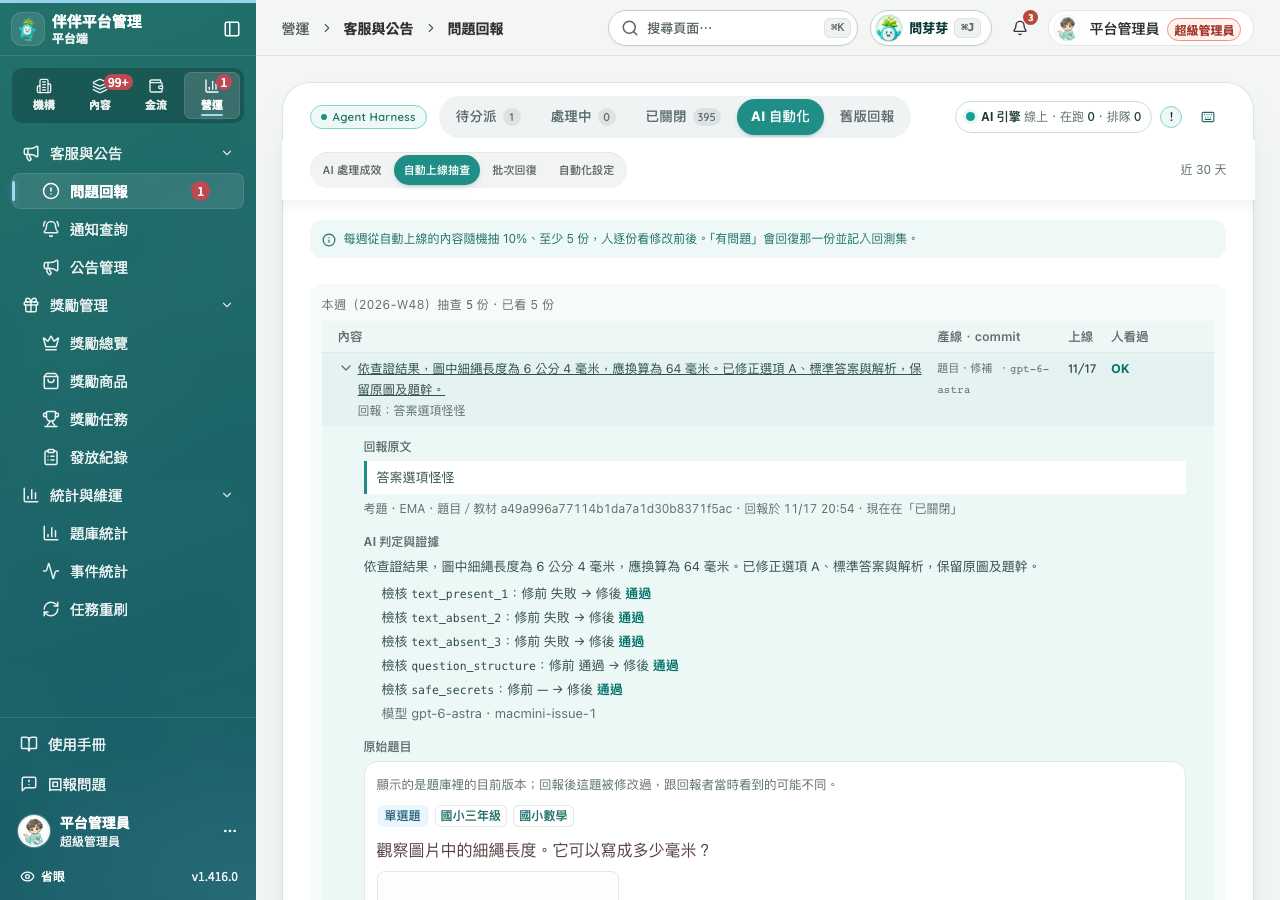 伴伴平台管理
平台端
機構
內容
99+
金流
營運
1
客服與公告
問題回報
1
通知查詢
公告管理
獎勵管理
獎勵總覽
獎勵商品
獎勵任務
發放紀錄
統計與維運
題庫統計
事件統計
任務重刷
使用手冊
回報問題
平台管理員
超級管理員
省眼
v1.416.0
營運 > 客服與公告 > 問題回報
搜尋頁面…
⌘K
問芽芽
⌘J
3
平台管理員
超級管理員
Agent Harness
待分派 1
處理中 0
已關閉 395
AI 自動化
舊版回報
AI 引擎 線上 · 在跑 0 · 排隊 0
!
AI 處理成效
自動上線抽查
批次回復
自動化設定
近 30 天
每週從自動上線的內容隨機抽 10%、至少 5 份，人逐份看修改前後。「有問題」會回復那一份並記入回測集。
本週（2026-W48）抽查 5 份 · 已看 5 份
內容
產線 · commit
上線
人看過
依查證結果，圖中細繩長度為 6 公分 4 毫米，應換算為 64 毫米。已修正選項 A、標準答案與解析，保
留原圖及題幹。
回報：答案選項怪怪
題目 · 修補 · gpt-6-
astra
11/17
OK
回報原文
答案選項怪怪
考題 · EMA · 題目 / 教材 a49a996a77114b1da7a1d30b8371f5ac · 回報於 11/17 20:54 · 現在在「已關閉」
AI 判定與證據
依查證結果，圖中細繩長度為 6 公分 4 毫米，應換算為 64 毫米。已修正選項 A、標準答案與解析，保留原圖及題幹。
檢核 text_present_1：修前 失敗 → 修後 通過
檢核 text_absent_2：修前 失敗 → 修後 通過
檢核 text_absent_3：修前 失敗 → 修後 通過
檢核 question_structure：修前 通過 → 修後 通過
檢核 safe_secrets：修前 — → 修後 通過
模型 gpt-6-astra · macmini-issue-1
原始題目
顯示的是題庫裡的目前版本；回報後這題被修改過，跟回報者當時看到的可能不同。
單選題
國小三年級
國小數學
觀察圖片中的細繩長度。它可以寫成多少毫米？